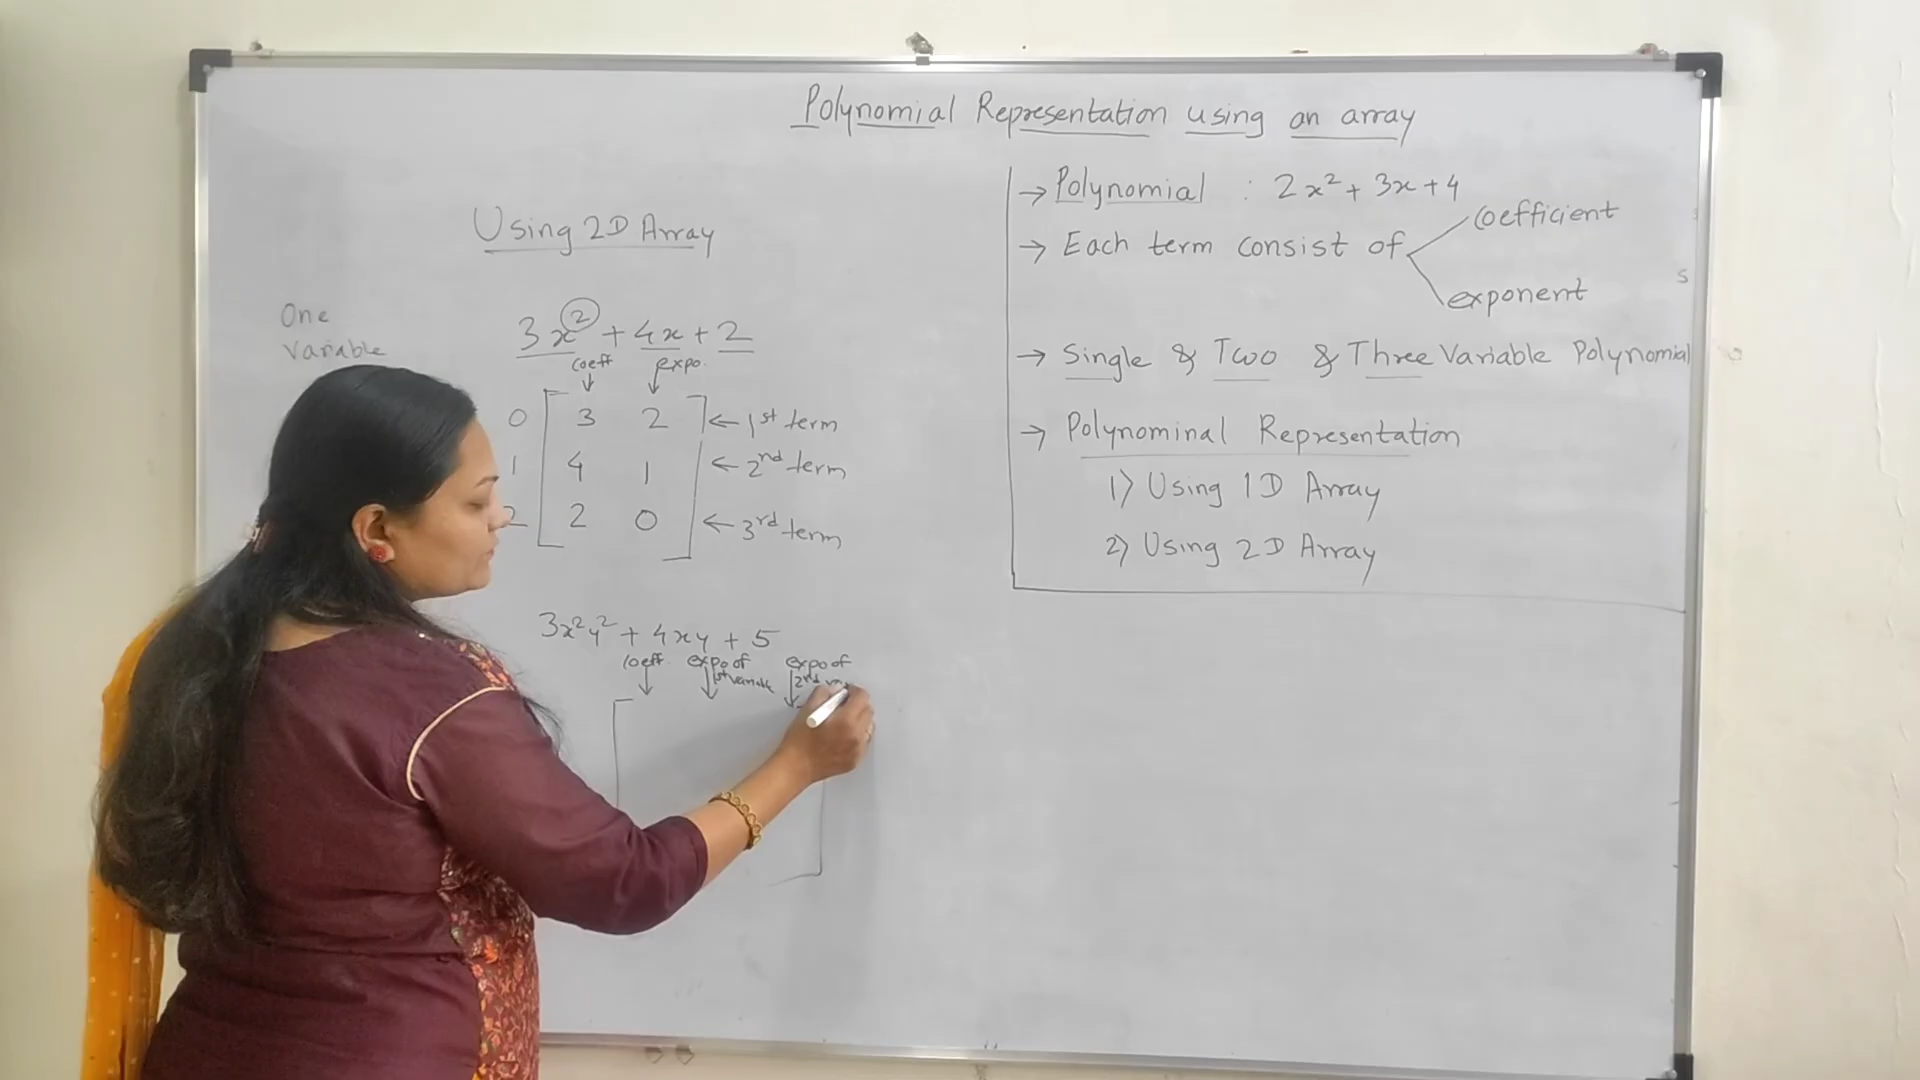 Polynomial Representation using an array
Using 2D Array
One
Variable
3x² + 4x + 2
coeff expo.
↓ ↓
0 3 2 ← 1st term
1 4 1 ← 2nd term
2 2 0 ← 3rd term
3x²y² + 4xy + 5
coeff. expo of expo of
1st variable 2nd
→ Polynomial : 2x² + 3x + 4
→ Each term consist of
coefficient
exponent
→ Single & Two & Three Variable Polynomial
→ Polynominal Representation
1) Using 1D Array
2) Using 2D Array
s